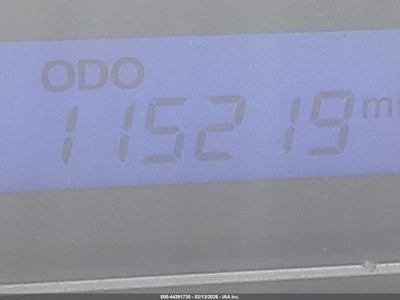 ODO
115219 mi
000-44391730 - 02/13/2026 - IAA Inc.